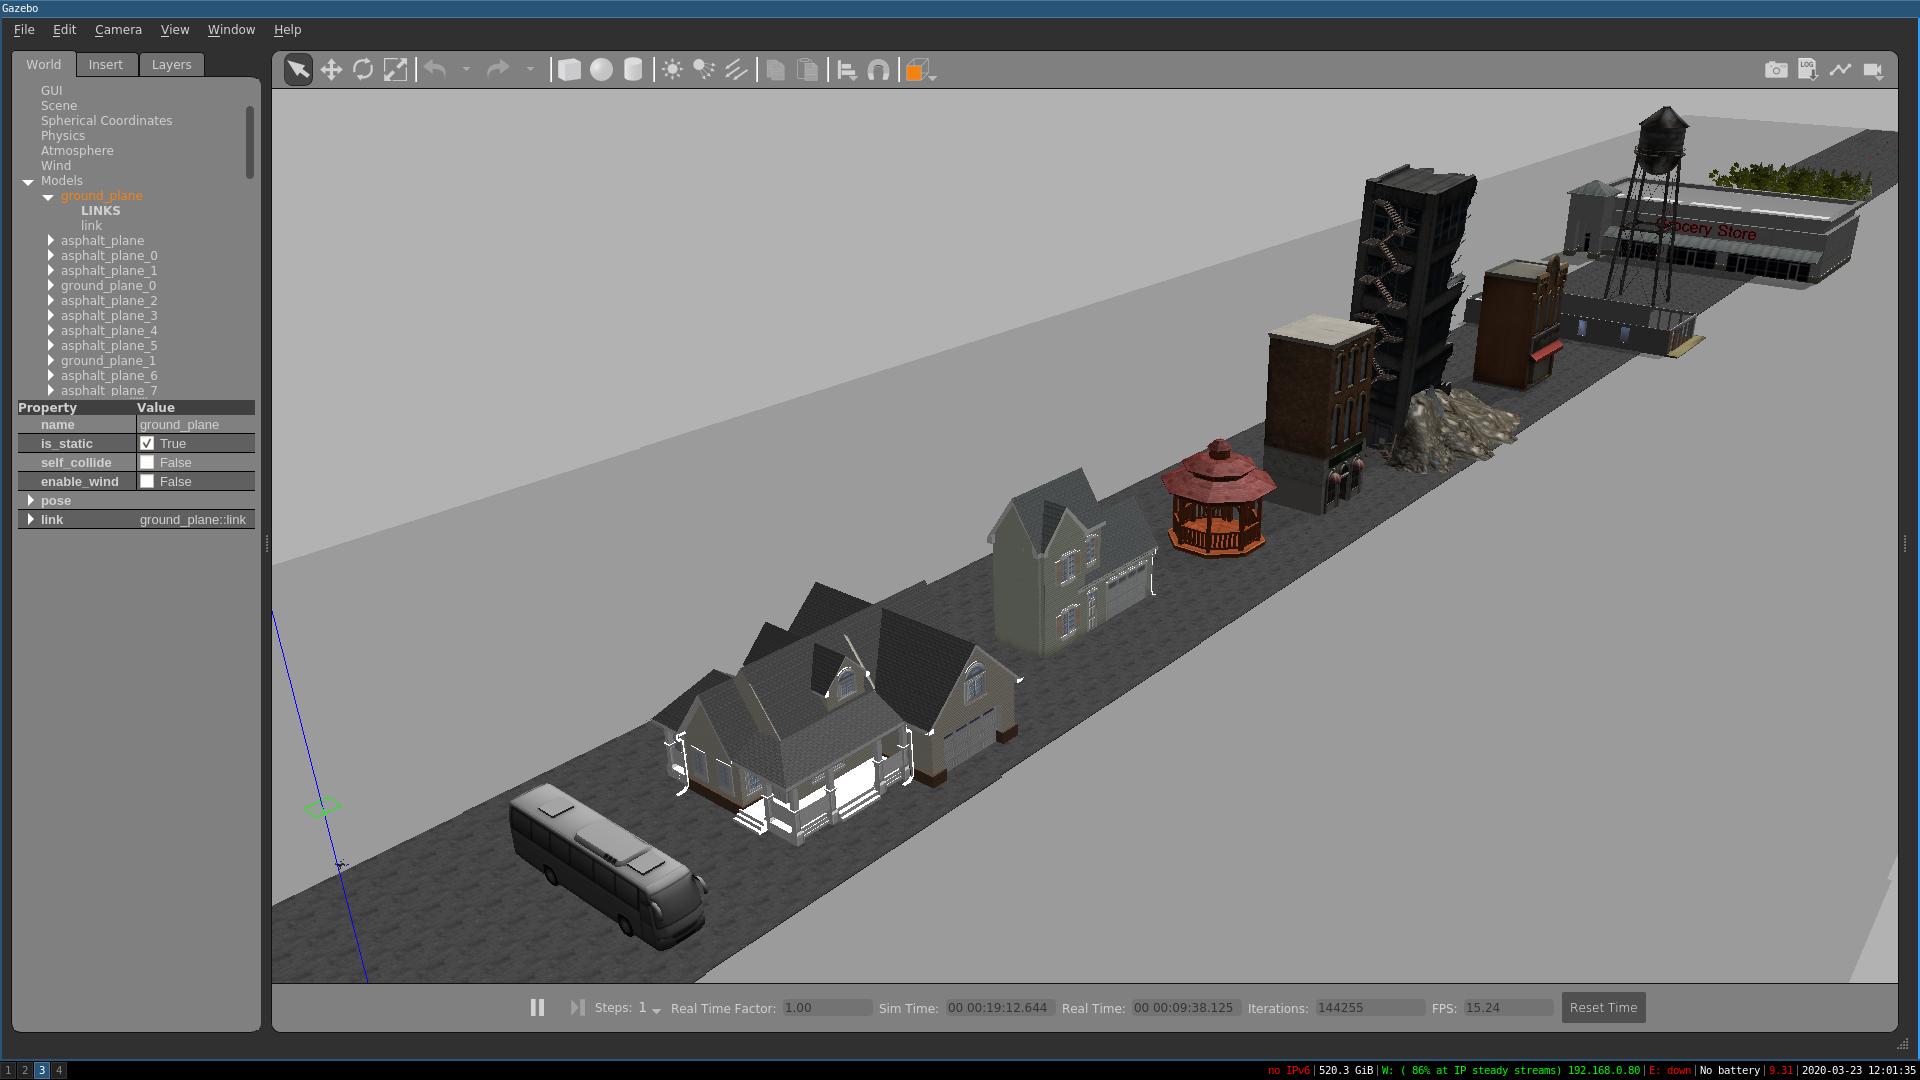 Gazebo
File Edit Camera View Window Help
World Insert Layers
GUI
Scene
Spherical Coordinates
Physics
Atmosphere
Wind
Models
ground_plane
LINKS
link
asphalt_plane
asphalt_plane_0
asphalt_plane_1
ground_plane_0
asphalt_plane_2
asphalt_plane_3
asphalt_plane_4
asphalt_plane_5
ground_plane_1
asphalt_plane_6
asphalt_plane_7
Property Value
name ground_plane
is_static True
self_collide False
enable_wind False
pose
link ground_plane::link
LOG
Grocery Store
Steps: 1 Real Time Factor: 1.00 Sim Time: 00 00:19:12.644 Real Time: 00 00:09:38.125 Iterations: 144255 FPS: 15.24 Reset Time
1 2 3 4 no IPv6|520.3 GiB|W: ( 86% at IP steady streams) 192.168.0.80|E: down|No battery|9.31|2020-03-23 12:01:35